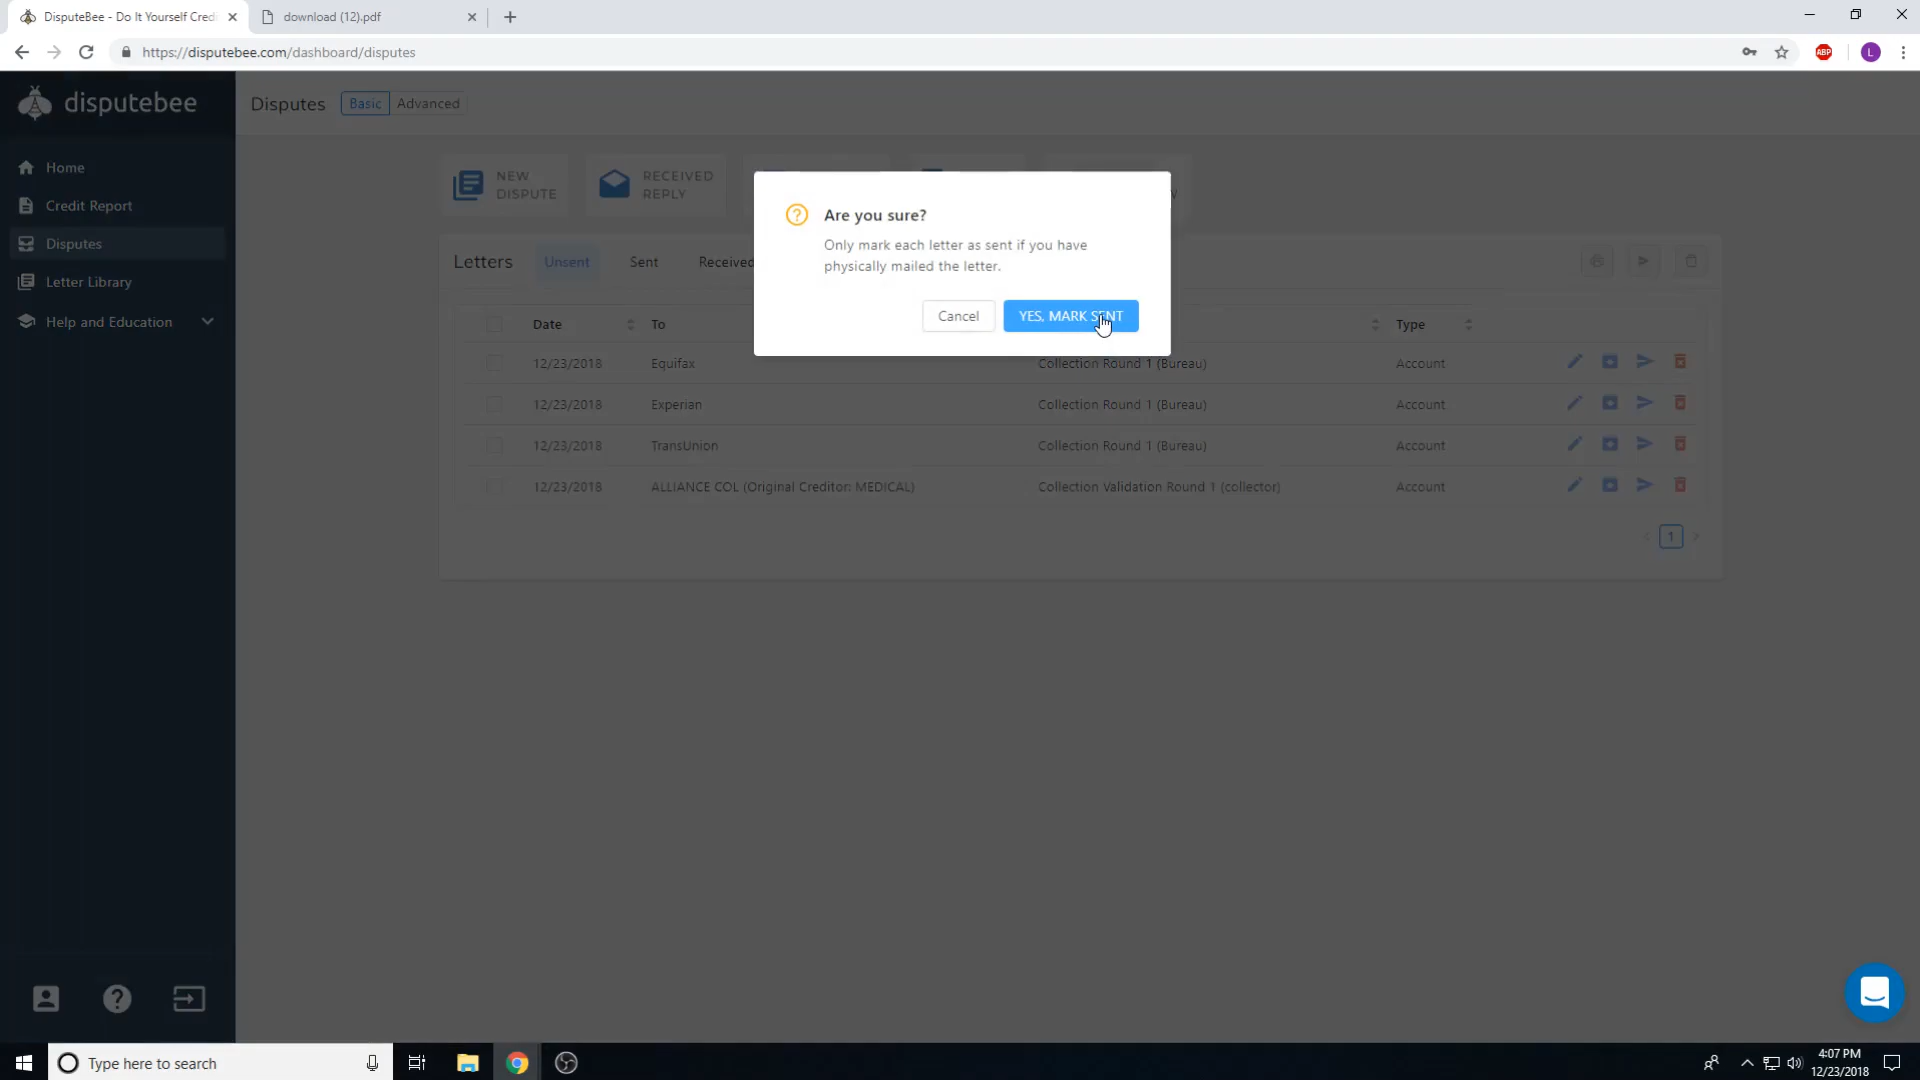 DisputeBee - Do It Yourself Credi
download (12).pdf
https://disputebee.com/dashboard/disputes
ABP
L
disputebee
Disputes
Basic
Advanced
Home
Credit Report
Disputes
Letter Library
Help and Education
NEW
DISPUTE
RECEIVED
REPLY
Are you sure?
Only mark each letter as sent if you have
physically mailed the letter.
Cancel
YES, MARK SENT
Letters
Unsent
Sent
Received
Date
To
Type
12/23/2018
Equifax
Collection Round 1 (Bureau)
Account
12/23/2018
Experian
Collection Round 1 (Bureau)
Account
12/23/2018
TransUnion
Collection Round 1 (Bureau)
Account
12/23/2018
ALLIANCE COL (Original Creditor: MEDICAL)
Collection Validation Round 1 (collector)
Account
1
Type here to search
4:07 PM
12/23/2018